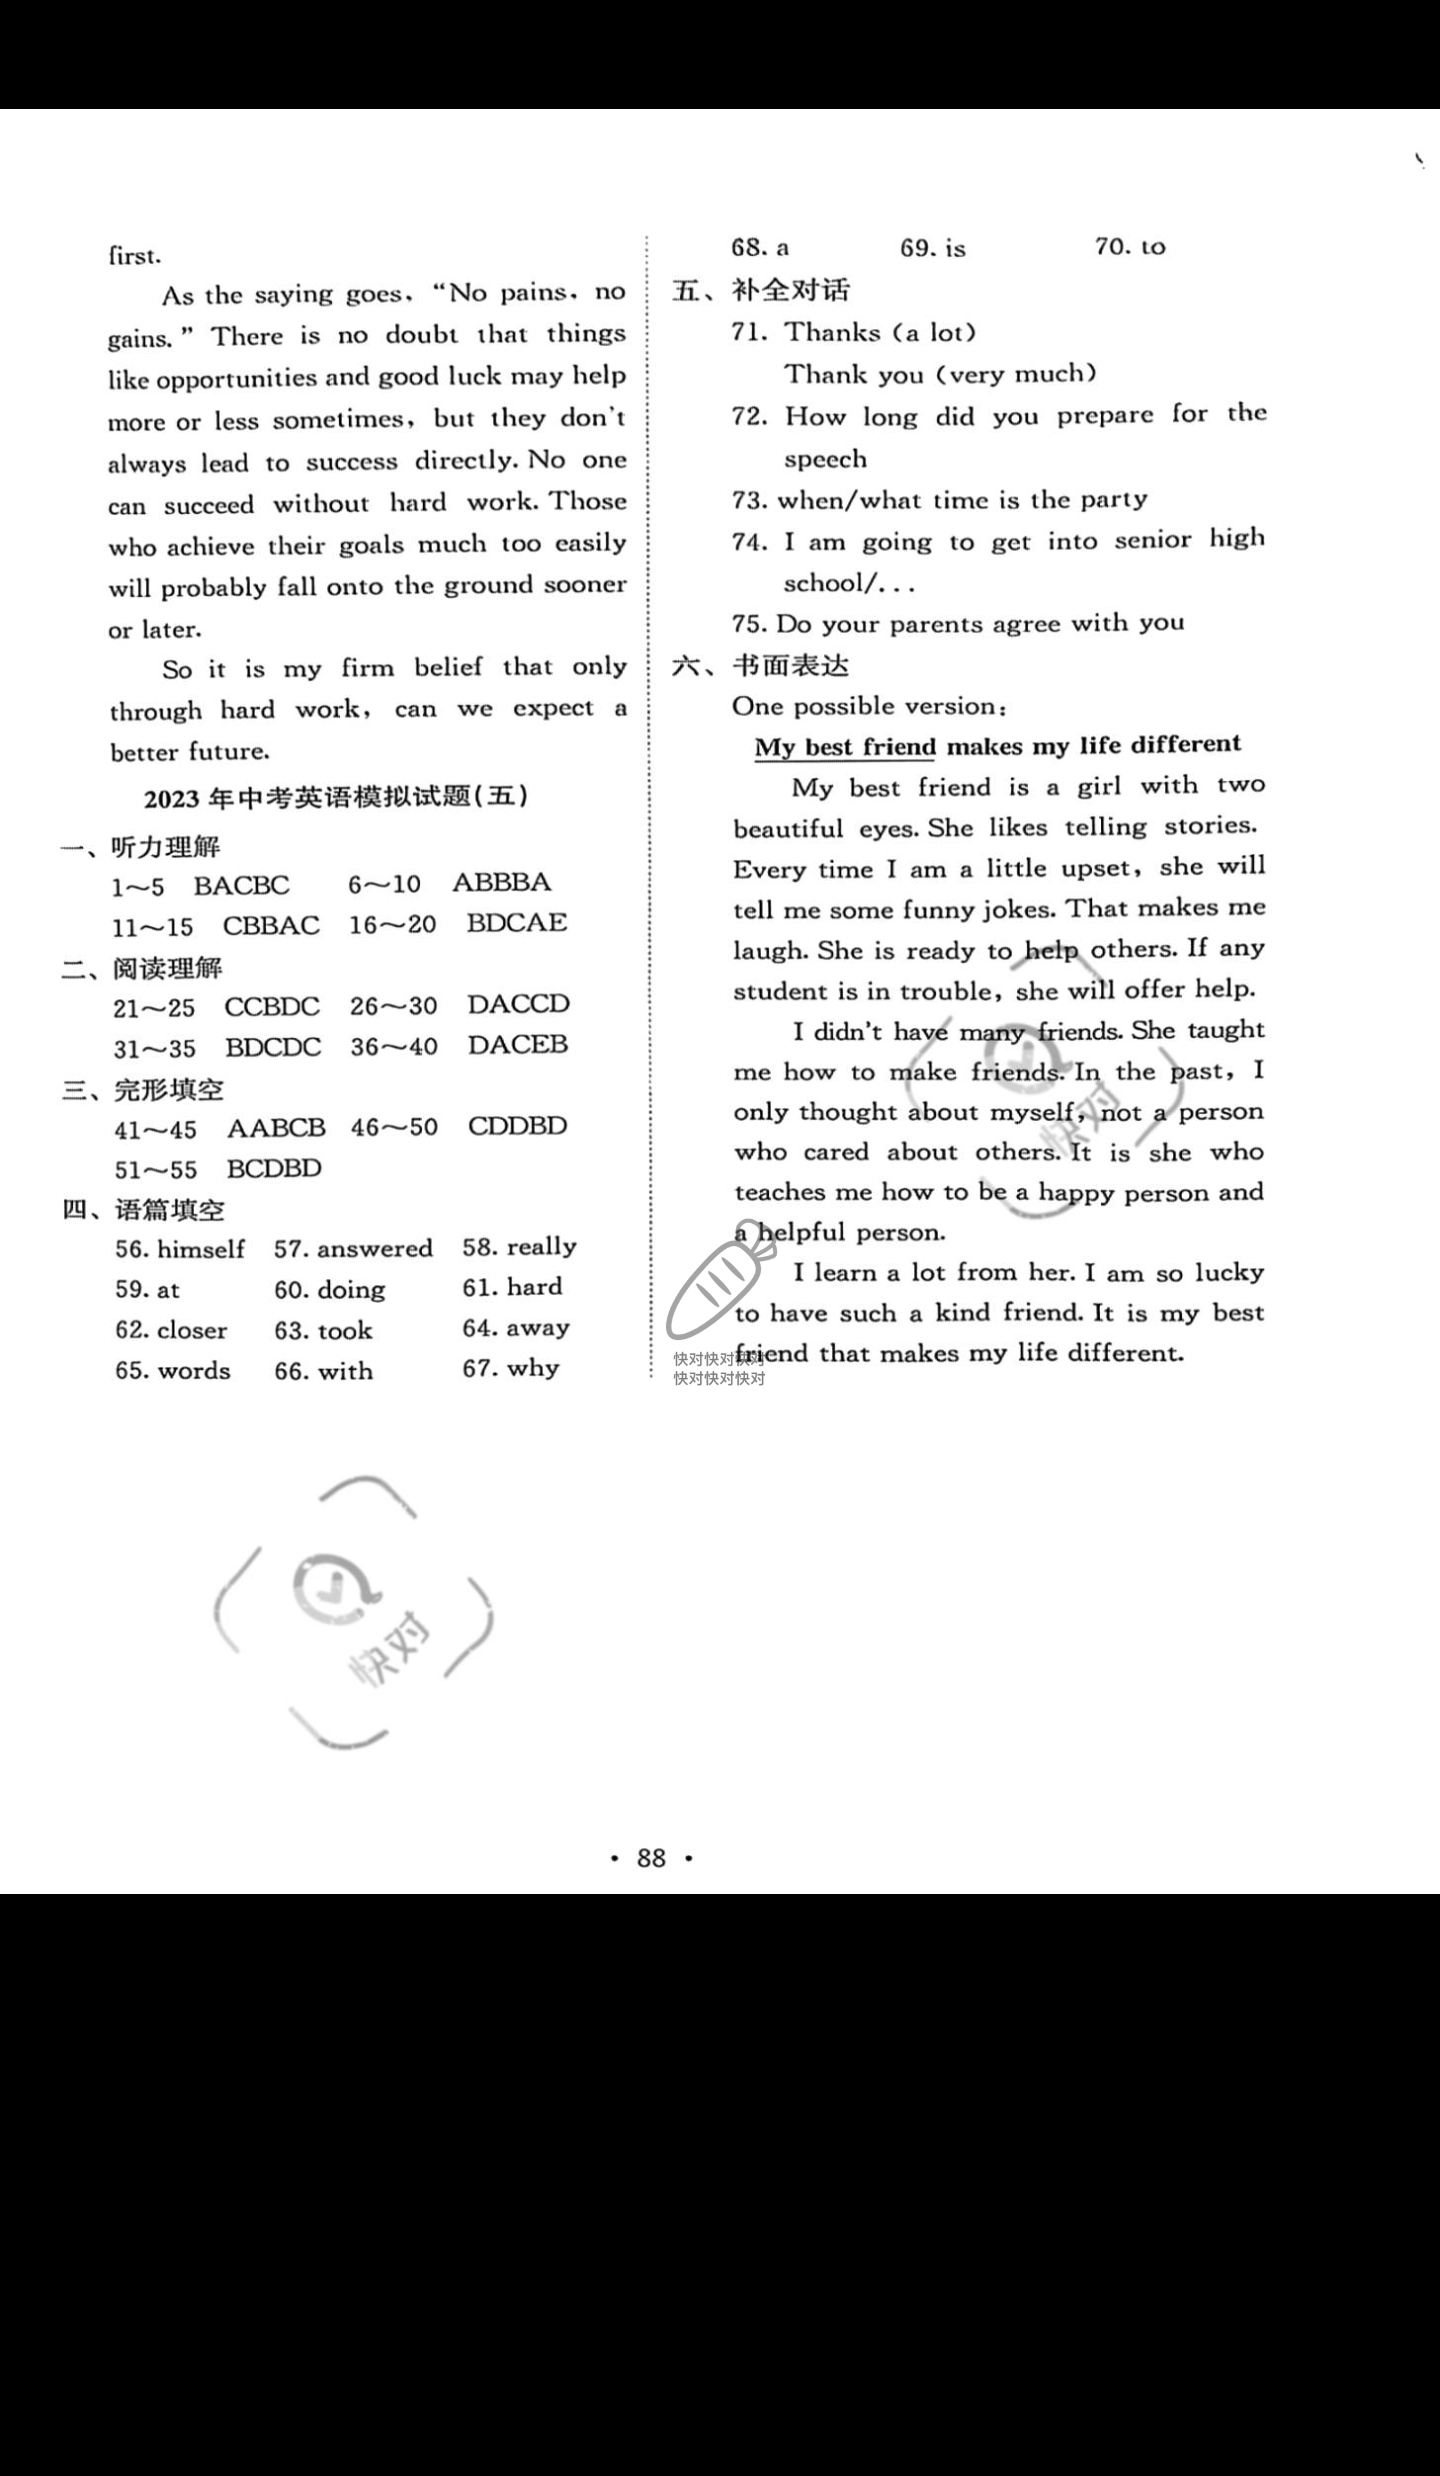 first.
As the saying goes, “No pains, no
gains.” There is no doubt that things
like opportunities and good luck may help
more or less sometimes, but they don't
always lead to success directly. No one
can succeed without hard work. Those
who achieve their goals much too easily
will probably fall onto the ground sooner
or later.
So it is my firm belief that only
through hard work, can we expect a
better future.
2023 年中考英语模拟试题(五)
一、听力理解
1～5 BACBC 6～10 ABBBA
11～15 CBBAC 16～20 BDCAE
二、阅读理解
21～25 CCBDC 26～30 DACCD
31～35 BDCDC 36～40 DACEB
三、完形填空
41～45 AABCB 46～50 CDDBD
51～55 BCDBD
四、语篇填空
56. himself 57. answered 58. really
59. at 60. doing 61. hard
62. closer 63. took 64. away
65. words 66. with 67. why
68. a 69. is 70. to
五、补全对话
71. Thanks (a lot)
Thank you (very much)
72. How long did you prepare for the
speech
73. when/what time is the party
74. I am going to get into senior high
school/...
75. Do your parents agree with you
六、书面表达
One possible version:
My best friend makes my life different
My best friend is a girl with two
beautiful eyes. She likes telling stories.
Every time I am a little upset, she will
tell me some funny jokes. That makes me
laugh. She is ready to help others. If any
student is in trouble, she will offer help.
I didn't have many friends. She taught
me how to make friends. In the past, I
only thought about myself, not a person
who cared about others. It is she who
teaches me how to be a happy person and
a helpful person.
I learn a lot from her. I am so lucky
to have such a kind friend. It is my best
friend that makes my life different.
快对快对快对
快对快对快对
快对
快对
• 88 •